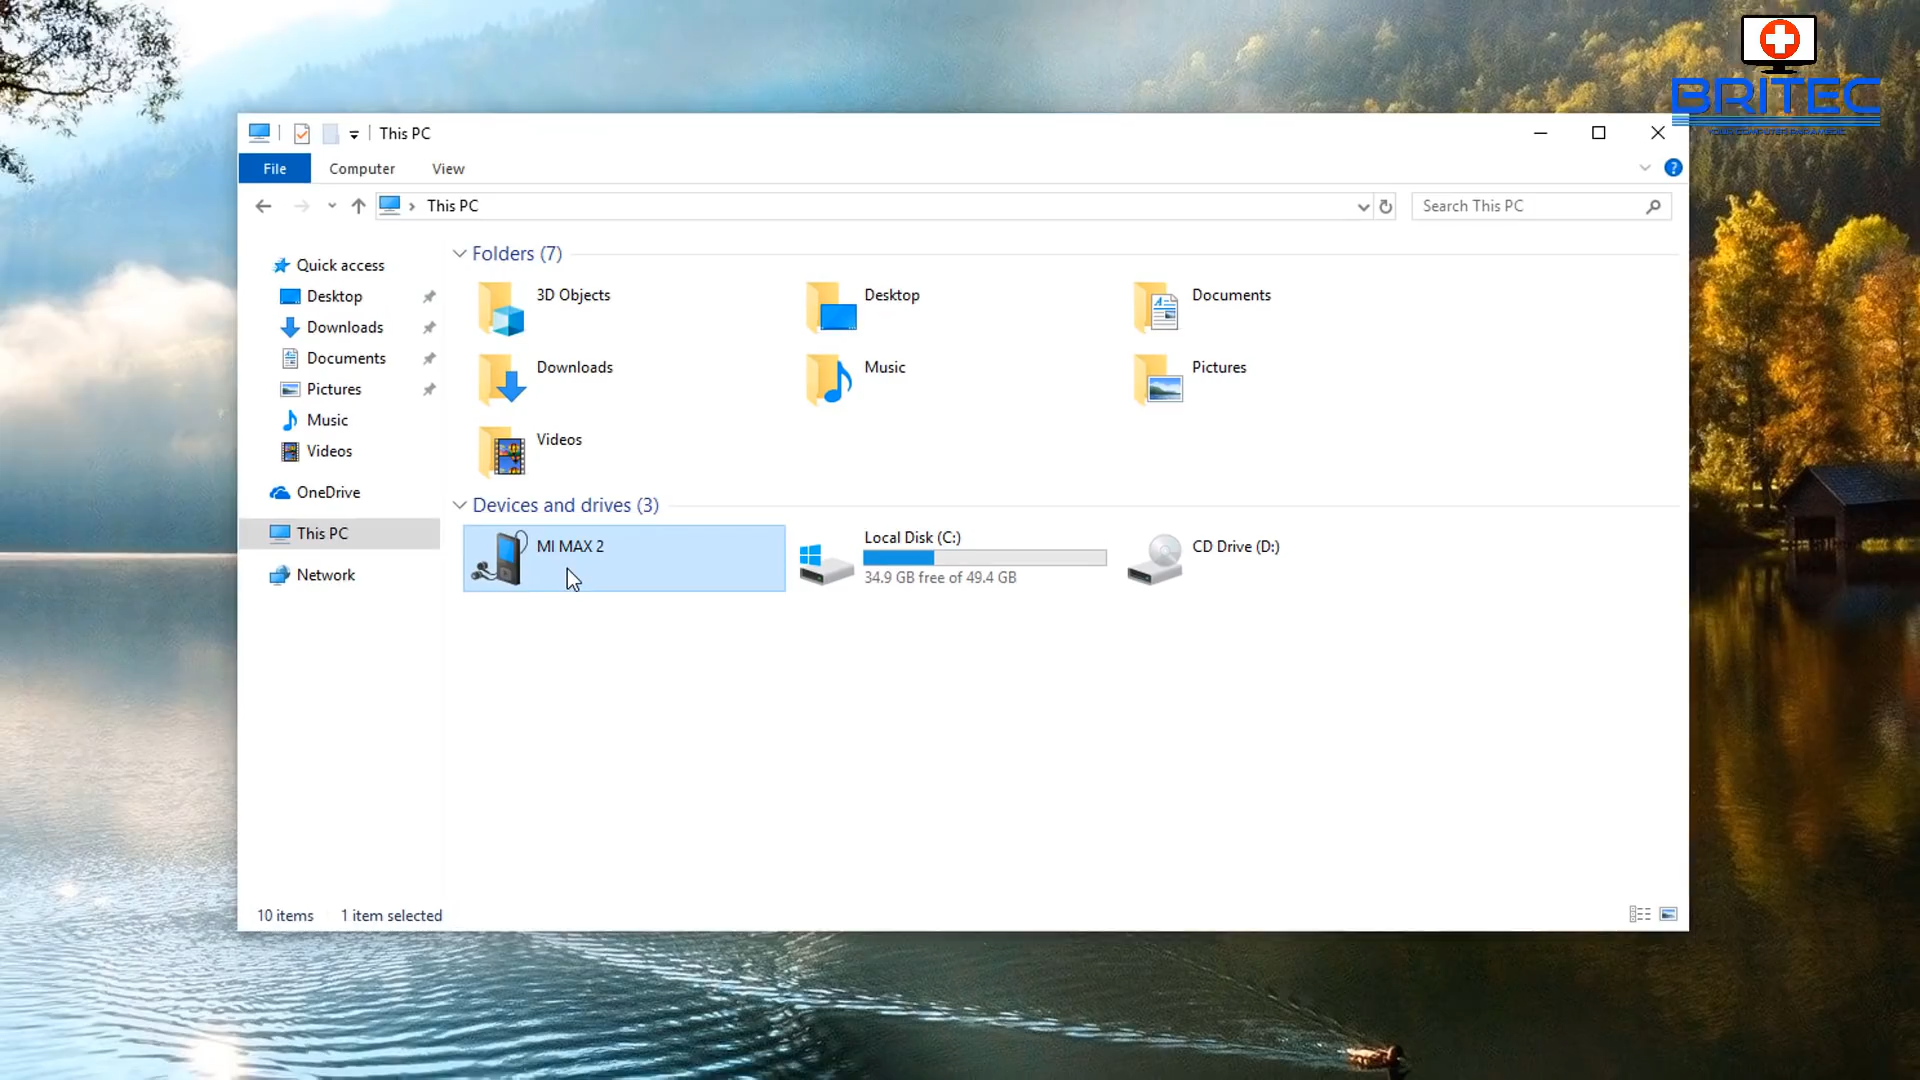 BRITEC
YOUR COMPUTER PARAMEDIC
This PC
File
Computer
View
This PC
Search This PC
Quick access
Desktop
Downloads
Documents
Pictures
Music
Videos
OneDrive
This PC
Network
Folders (7)
3D Objects
Desktop
Documents
Downloads
Music
Pictures
Videos
Devices and drives (3)
MI MAX 2
Local Disk (C:)
34.9 GB free of 49.4 GB
CD Drive (D:)
10 items
1 item selected